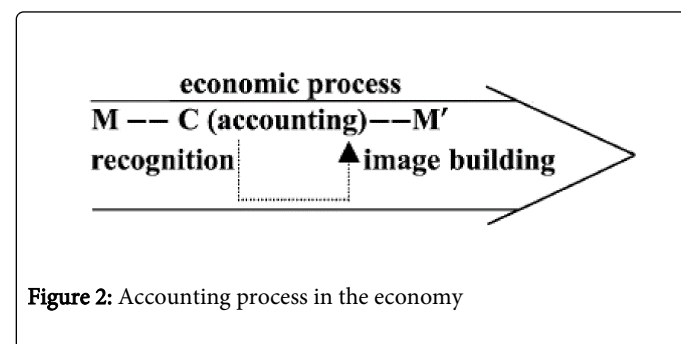 economic process
M –– C (accounting)––M′
recognition image building
Figure 2: Accounting process in the economy